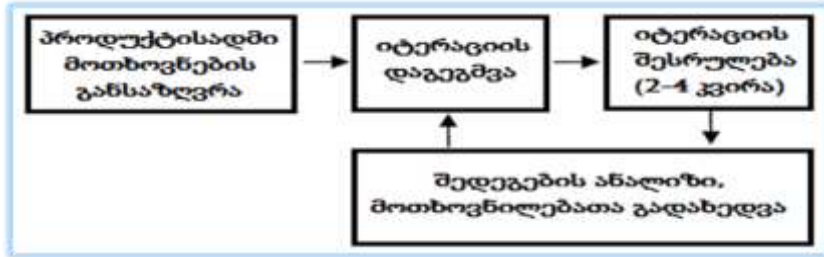 პროდუქტისადმი
მოთხოვნების
განსაზღვრა
იტერაციის
დაგეგმვა
იტერაციის
შესრულება
(2-4 კვირა)
შედეგების ანალიზი,
მოთხოვნილებათა გადახედვა